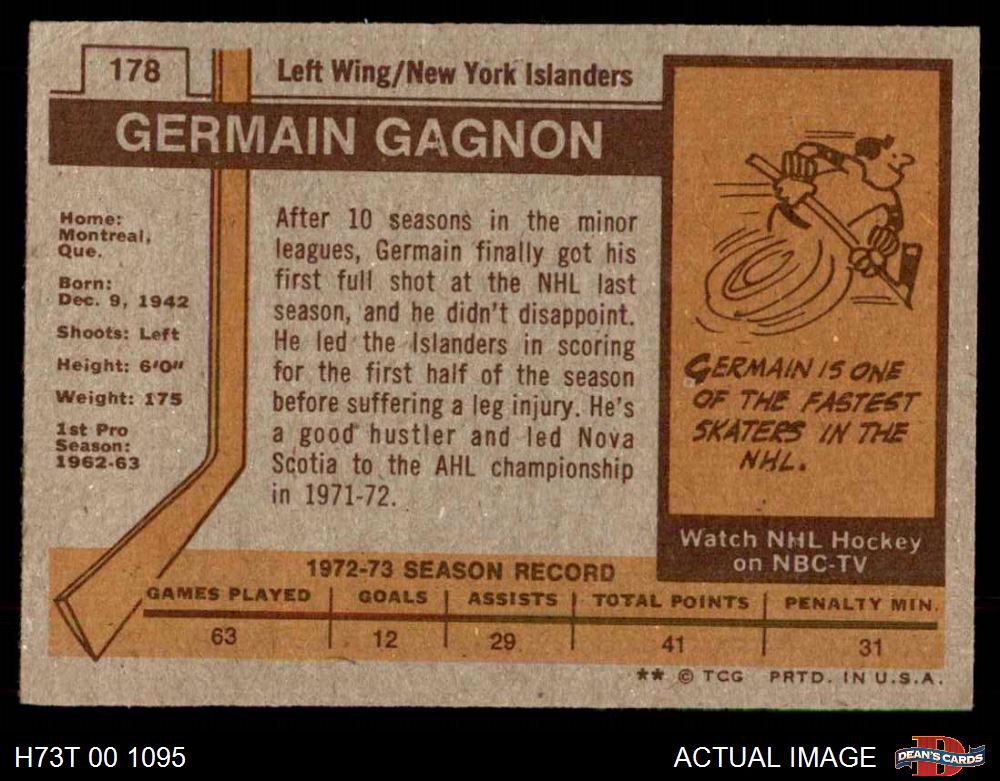 178
Left Wing/New York Islanders
GERMAIN GAGNON
Home:
Montreal,
Que.
Born:
Dec. 9, 1942
Shoots: Left
Height: 6'0"
Weight: 175
1st Pro
Season:
1962-63
After 10 seasons in the minor
leagues, Germain finally got his
first full shot at the NHL last
season, and he didn't disappoint.
He led the Islanders in scoring
for the first half of the season
before suffering a leg injury. He's
a good hustler and led Nova
Scotia to the AHL championship
in 1971-72.
GERMAIN IS ONE
OF THE FASTEST
SKATERS IN THE
NHL.
Watch NHL Hockey
on NBC-TV
1972-73 SEASON RECORD
GAMES PLAYED GOALS ASSISTS TOTAL POINTS PENALTY MIN.
63 12 29 41 31
** © TCG PRTD. IN U.S.A.
H73T 00 1095
ACTUAL IMAGE
D
DEAN'S CARDS